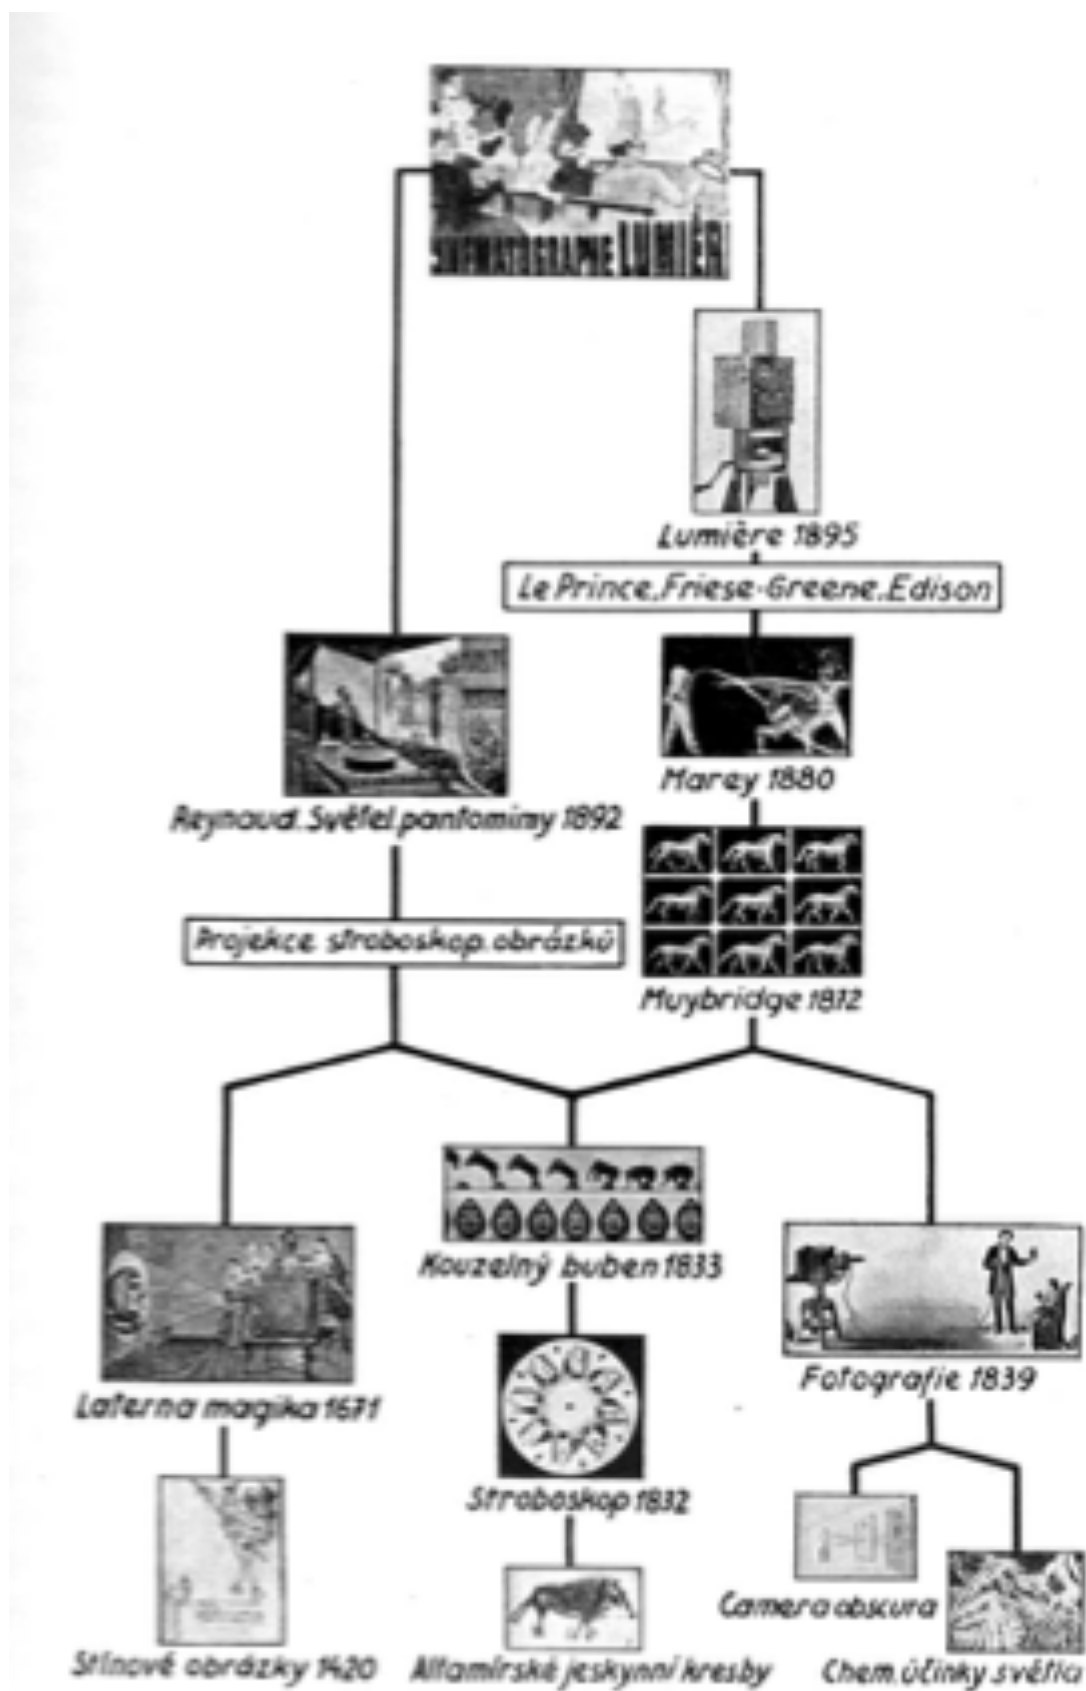 CINEMATOGRAPHE LUMIÈR
Lumière 1895
Le Prince, Friese-Greene, Edison
Marey 1880
Reynaud. Světel. pantomimy 1892
Projekce stroboskop. obrázků
Muybridge 1872
Kouzelný buben 1833
Laterna magika 1671
Fotografie 1839
Stroboskop 1832
Camera obscura
Stínové obrázky 1420
Altamirské jeskynní kresby
Chem. účinky světla